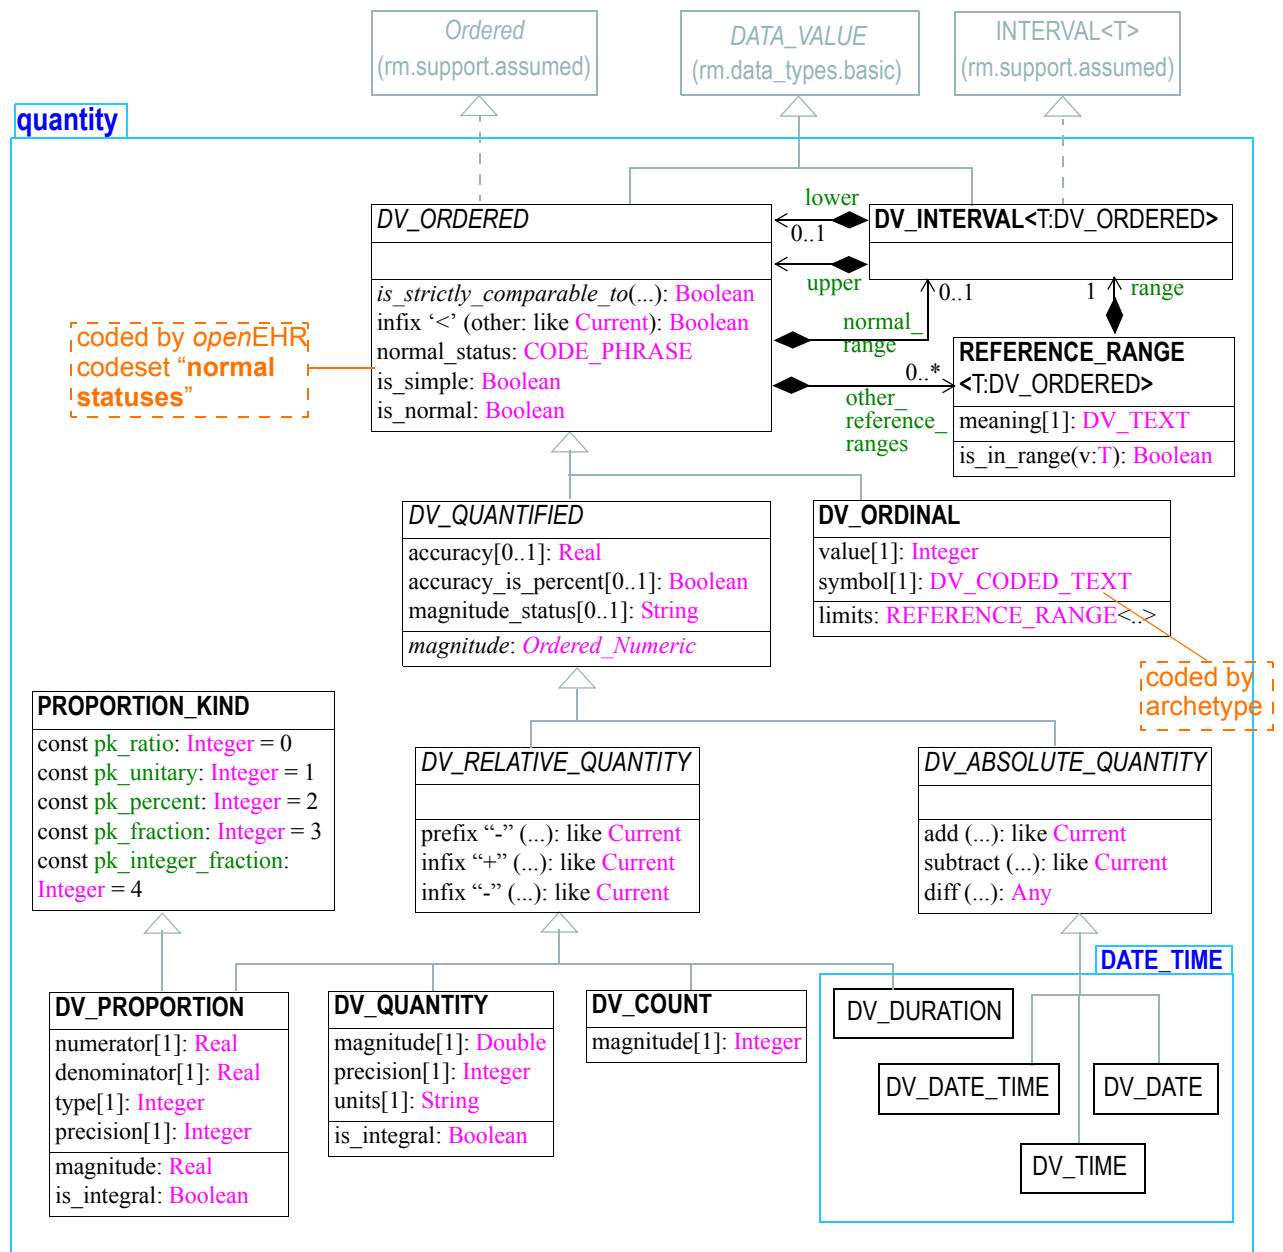 Ordered
(rm.support.assumed)
DATA_VALUE
(rm.data_types.basic)
INTERVAL<T>
(rm.support.assumed)
quantity
DV_ORDERED
is_strictly_comparable_to(...): Boolean
infix ‘<’ (other: like Current): Boolean
normal_status: CODE_PHRASE
is_simple: Boolean
is_normal: Boolean
lower
0..1
upper
DV_INTERVAL<T:DV_ORDERED>
0..1
1
range
normal_
range
0..*
other_
reference_
ranges
REFERENCE_RANGE
<T:DV_ORDERED>
meaning[1]: DV_TEXT
is_in_range(v:T): Boolean
coded by openEHR
codeset “normal
statuses”
DV_QUANTIFIED
accuracy[0..1]: Real
accuracy_is_percent[0..1]: Boolean
magnitude_status[0..1]: String
magnitude: Ordered_Numeric
DV_ORDINAL
value[1]: Integer
symbol[1]: DV_CODED_TEXT
limits: REFERENCE_RANGE<..>
coded by
archetype
PROPORTION_KIND
const pk_ratio: Integer = 0
const pk_unitary: Integer = 1
const pk_percent: Integer = 2
const pk_fraction: Integer = 3
const pk_integer_fraction:
Integer = 4
DV_RELATIVE_QUANTITY
prefix “-” (...): like Current
infix “+” (...): like Current
infix “-” (...): like Current
DV_ABSOLUTE_QUANTITY
add (...): like Current
subtract (...): like Current
diff (...): Any
DATE_TIME
DV_PROPORTION
numerator[1]: Real
denominator[1]: Real
type[1]: Integer
precision[1]: Integer
magnitude: Real
is_integral: Boolean
DV_QUANTITY
magnitude[1]: Double
precision[1]: Integer
units[1]: String
is_integral: Boolean
DV_COUNT
magnitude[1]: Integer
DV_DURATION
DV_DATE_TIME
DV_DATE
DV_TIME